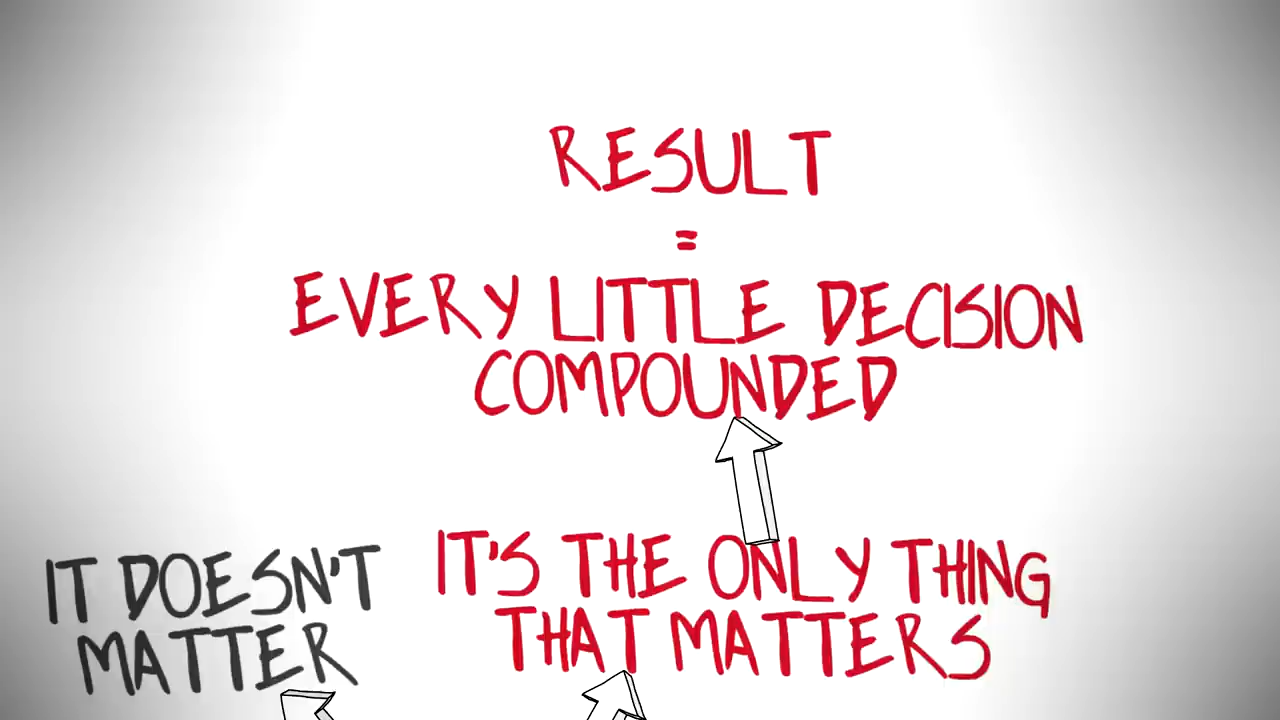 RESULT
=
EVERY LITTLE DECISION
COMPOUNDED
IT DOESN'T
MATTER
IT'S THE ONLY THING
THAT MATTERS